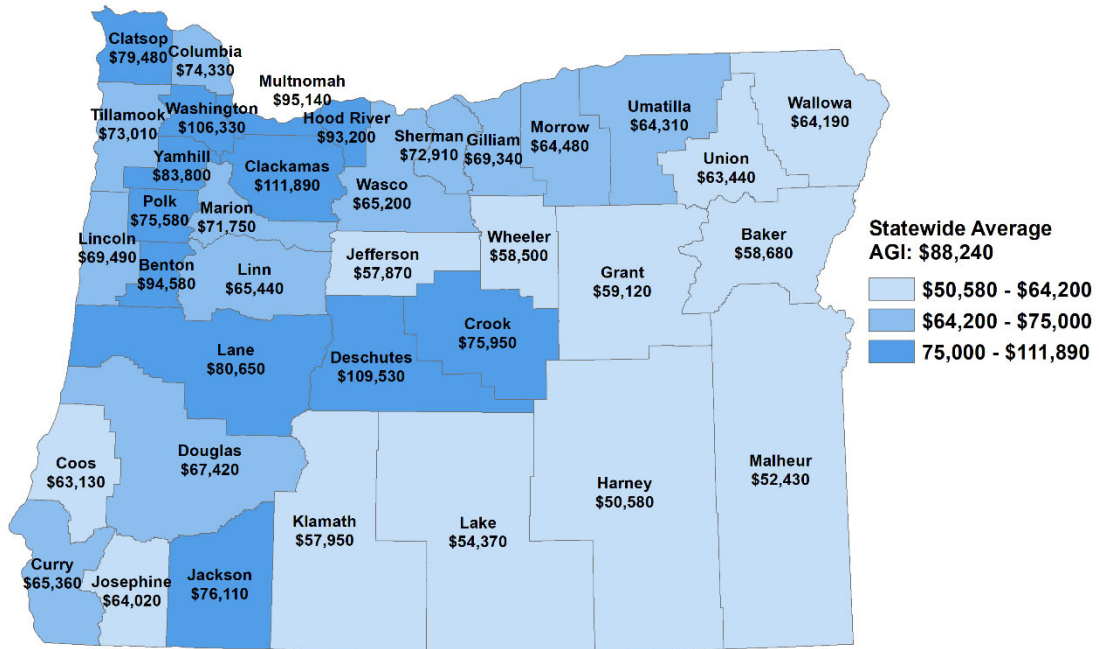 Clatsop
$79,480
Columbia
$74,330
Multnomah
$95,140
Tillamook
$73,010
Washington
$106,330
Hood River
$93,200
Sherman
$72,910
Gilliam
$69,340
Morrow
$64,480
Umatilla
$64,310
Wallowa
$64,190
Union
$63,440
Yamhill
$83,800
Clackamas
$111,890
Wasco
$65,200
Polk
$75,580
Marion
$71,750
Lincoln
$69,490
Benton
$94,580
Linn
$65,440
Jefferson
$57,870
Wheeler
$58,500
Grant
$59,120
Baker
$58,680
Statewide Average
AGI: $88,240
$50,580 - $64,200
$64,200 - $75,000
75,000 - $111,890
Lane
$80,650
Deschutes
$109,530
Crook
$75,950
Coos
$63,130
Douglas
$67,420
Harney
$50,580
Malheur
$52,430
Klamath
$57,950
Lake
$54,370
Curry
$65,360
Josephine
$64,020
Jackson
$76,110